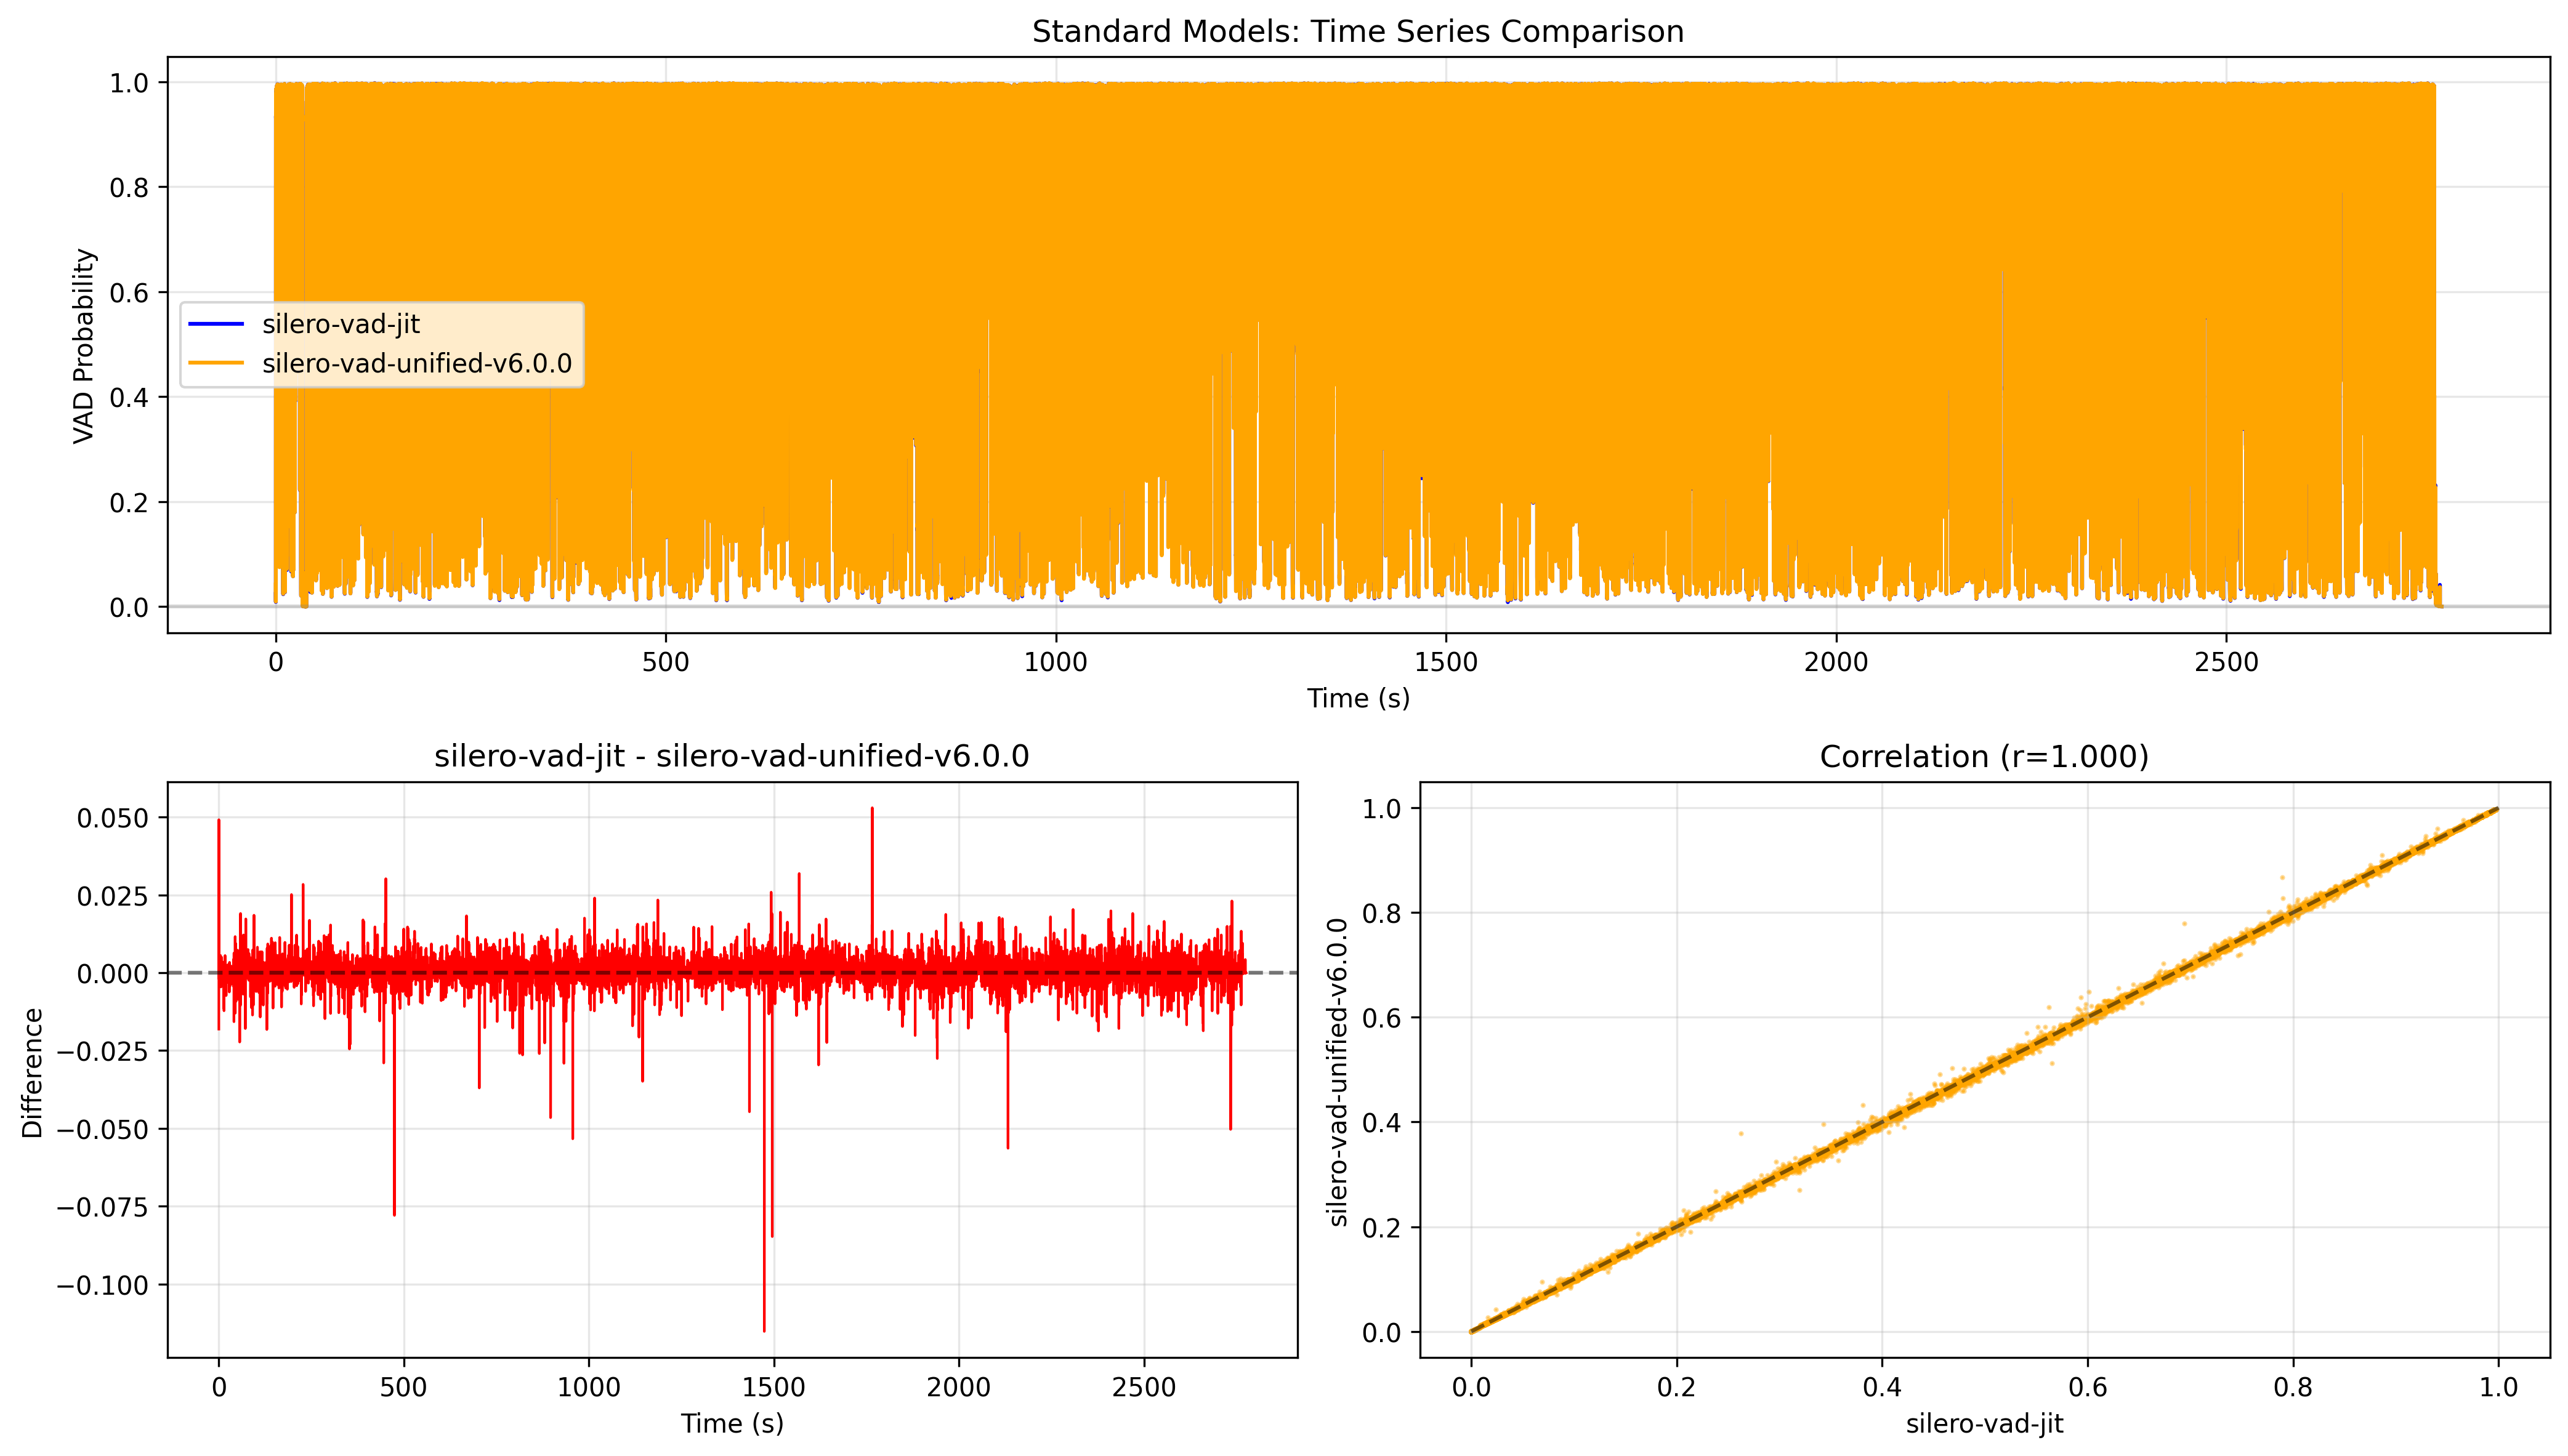 Standard Models: Time Series Comparison
1.0
0.8
0.6
0.4
0.2
0.0
VAD Probability
silero-vad-jit
silero-vad-unified-v6.0.0
0 500 1000 1500 2000 2500
Time (s)
silero-vad-jit - silero-vad-unified-v6.0.0
0.050
0.025
0.000
−0.025
−0.050
−0.075
−0.100
Difference
0 500 1000 1500 2000 2500
Time (s)
Correlation (r=1.000)
1.0
0.8
0.6
0.4
0.2
0.0
silero-vad-unified-v6.0.0
0.0 0.2 0.4 0.6 0.8 1.0
silero-vad-jit